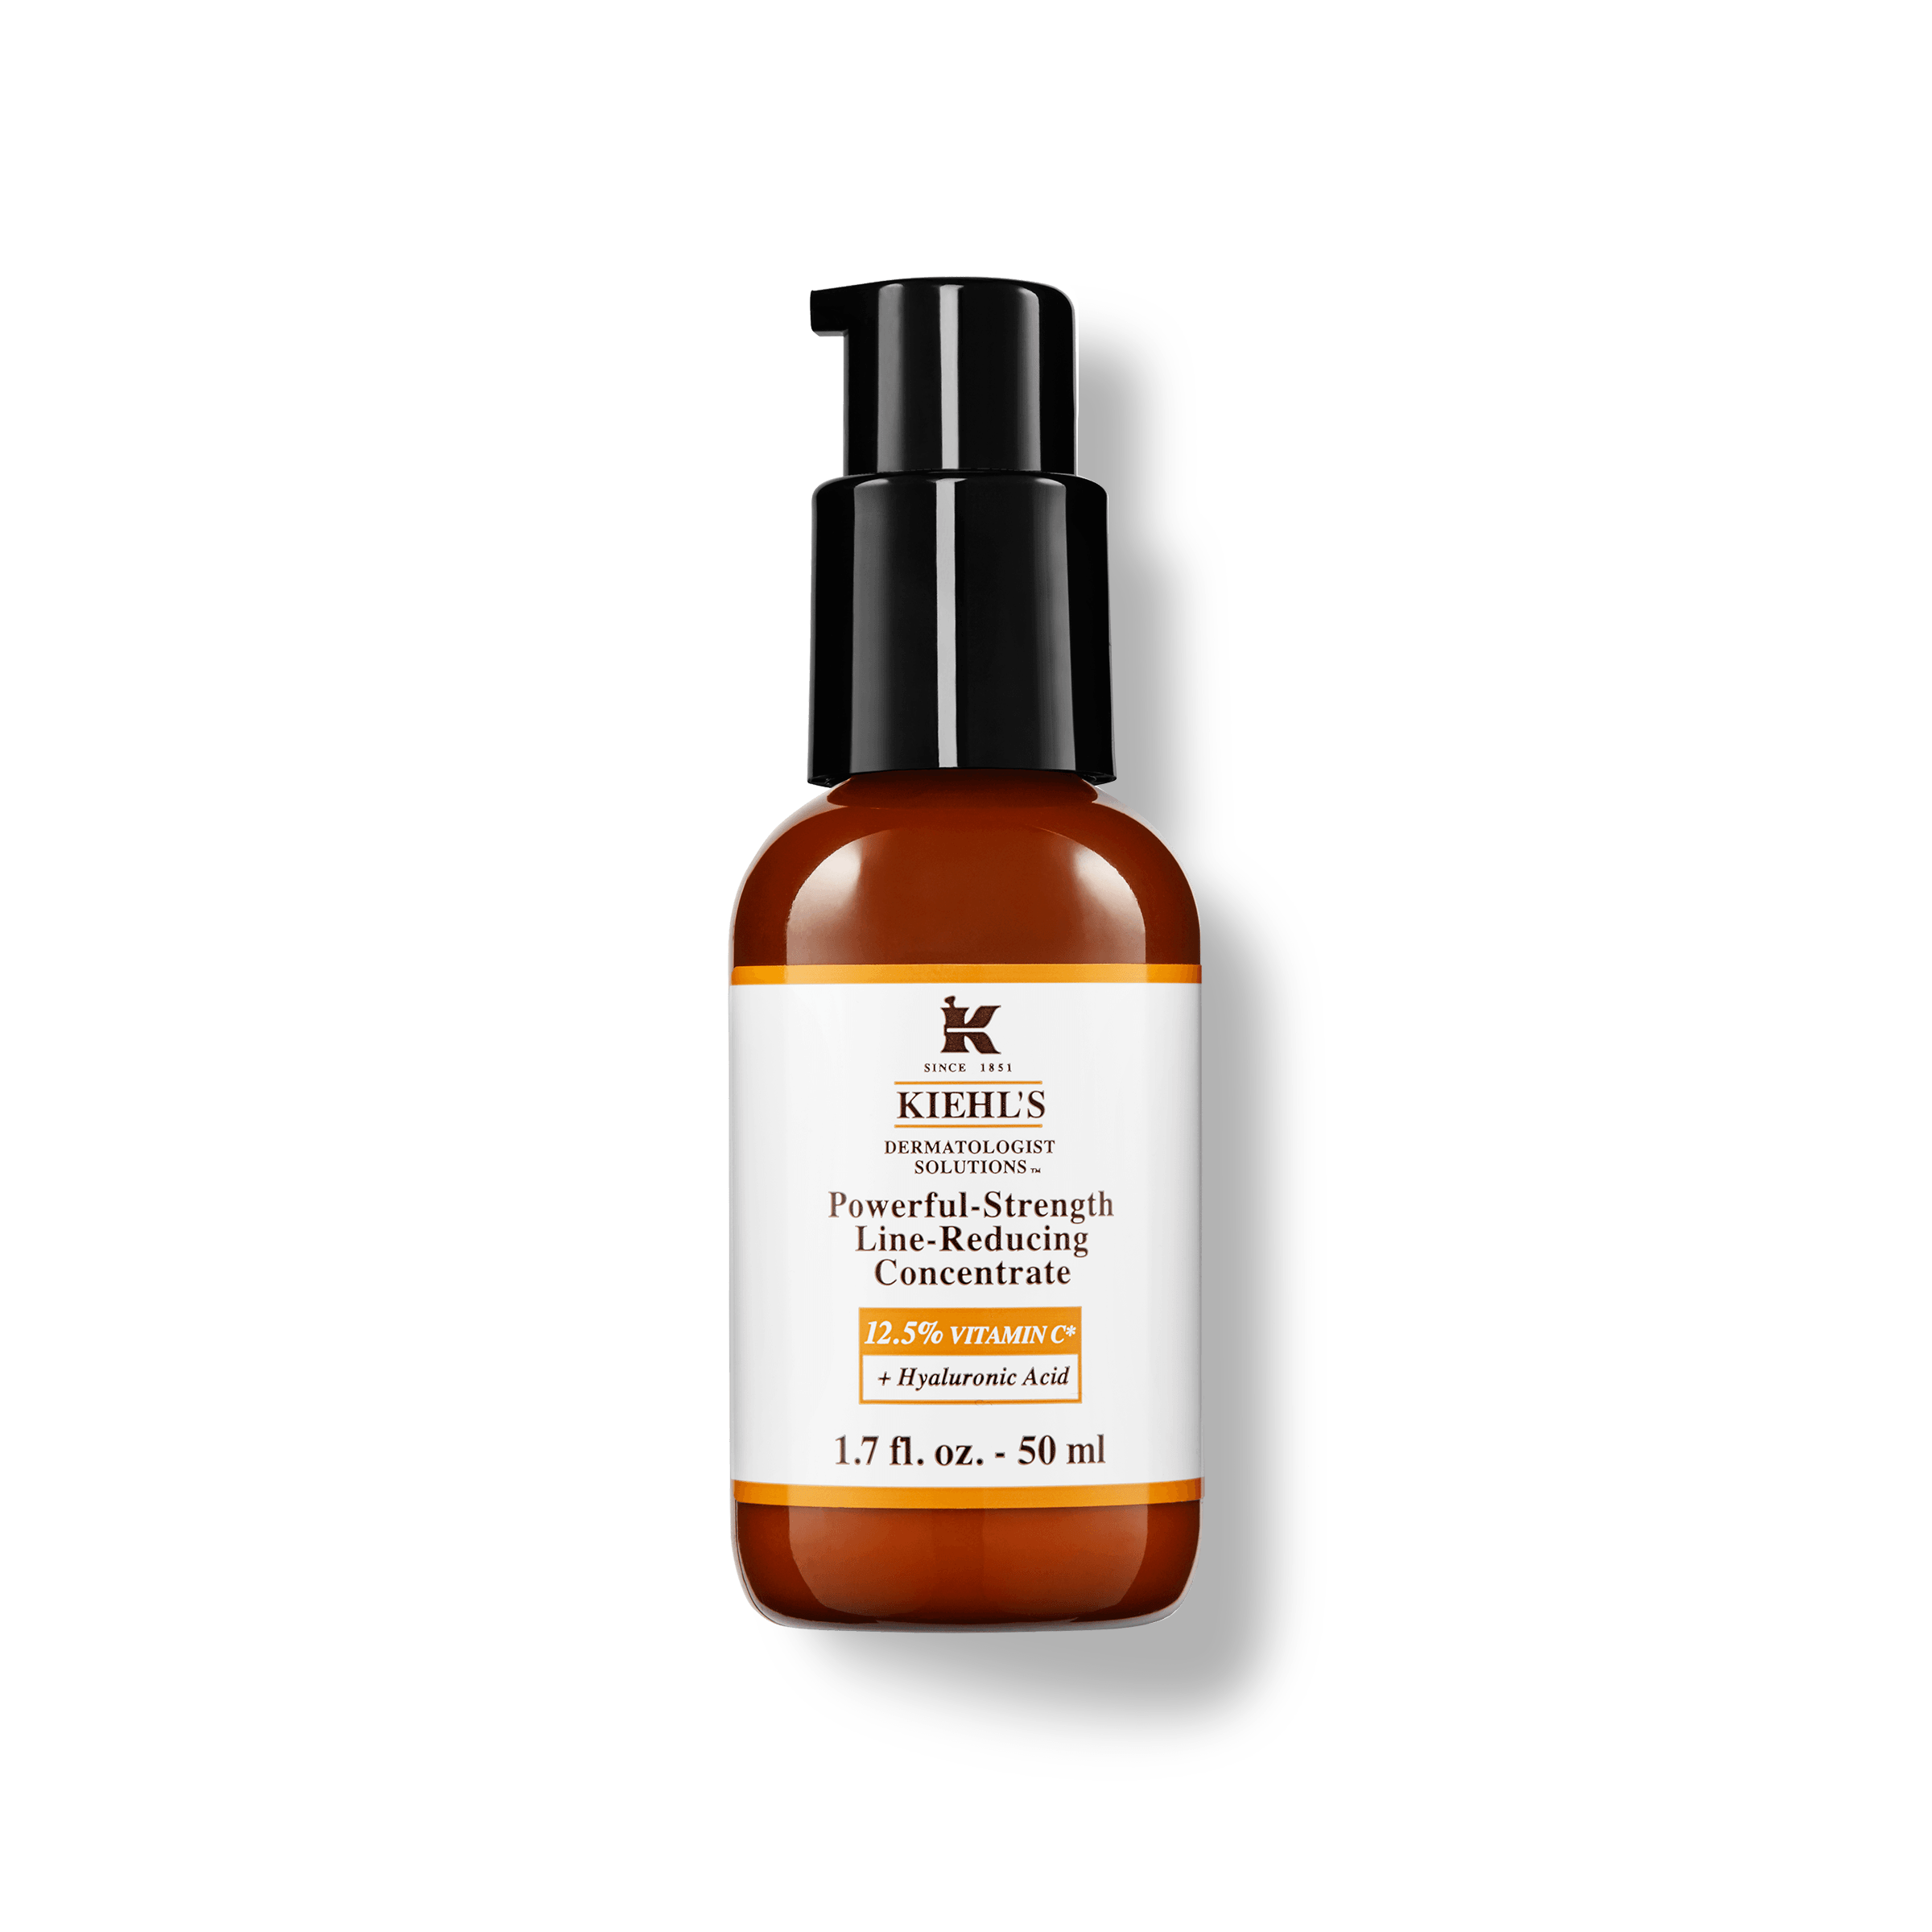 K
SINCE 1851
KIEHL'S
DERMATOLOGIST
SOLUTIONS™
Powerful-Strength
Line-Reducing
Concentrate
12.5% VITAMIN C*
+ Hyaluronic Acid
1.7 fl. oz. - 50 ml